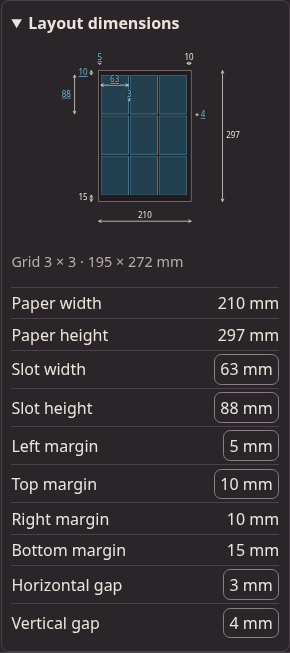 ▼ Layout dimensions
5
10
10
63
88
3
4
297
15
210
Grid 3 × 3 · 195 × 272 mm
Paper width 210 mm
Paper height 297 mm
Slot width 63 mm
Slot height 88 mm
Left margin 5 mm
Top margin 10 mm
Right margin 10 mm
Bottom margin 15 mm
Horizontal gap 3 mm
Vertical gap 4 mm